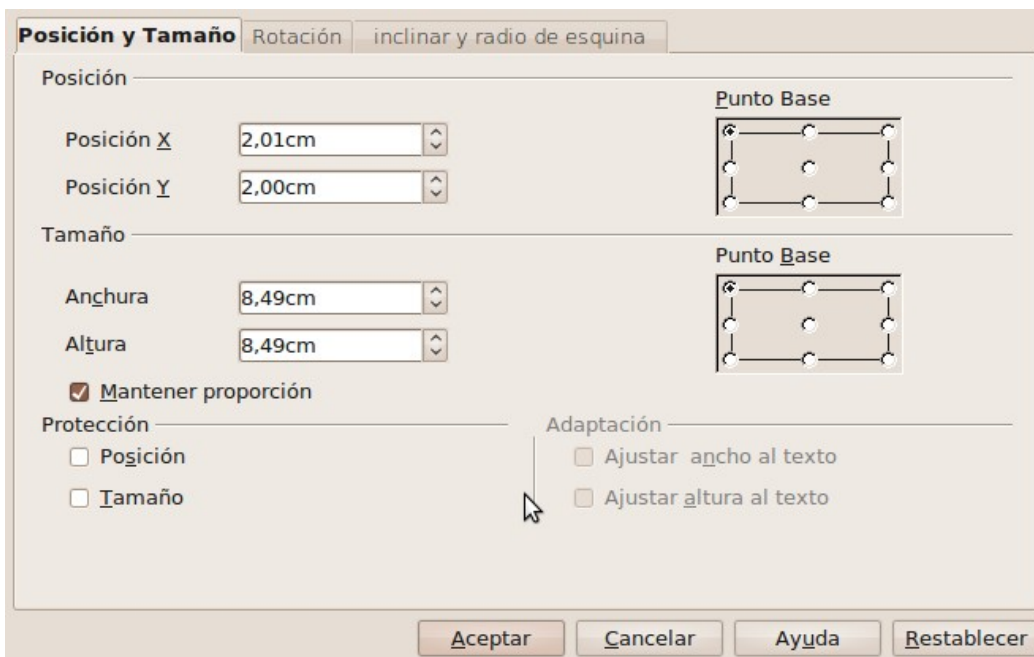 Posición y Tamaño Rotación inclinar y radio de esquina
Posición
Punto Base
Posición X 2,01cm
Posición Y 2,00cm
Tamaño
Punto Base
Anchura 8,49cm
Altura 8,49cm
Mantener proporción
Protección Adaptación
Posición Ajustar ancho al texto
Tamaño Ajustar altura al texto
Aceptar Cancelar Ayuda Restablecer